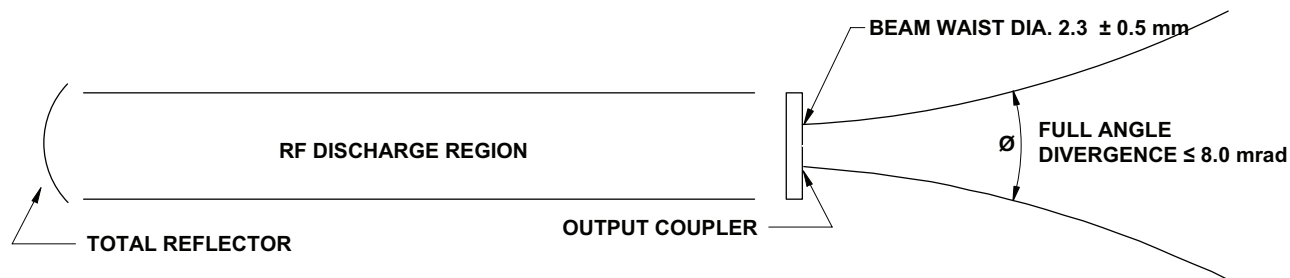 BEAM WAIST DIA. 2.3 ± 0.5 mm
RF DISCHARGE REGION
Ø
FULL ANGLE
DIVERGENCE ≤ 8.0 mrad
OUTPUT COUPLER
TOTAL REFLECTOR